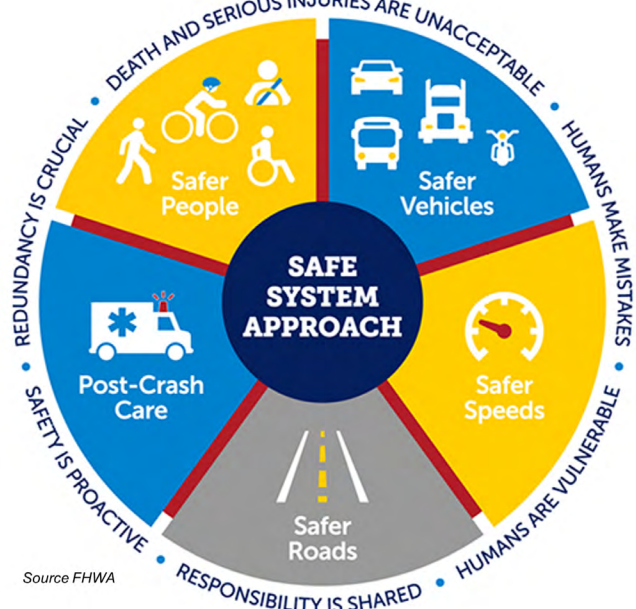 DEATH AND SERIOUS INJURIES ARE UNACCEPTABLE
HUMANS MAKE MISTAKES
HUMANS ARE VULNERABLE
RESPONSIBILITY IS SHARED
SAFETY IS PROACTIVE
REDUNDANCY IS CRUCIAL
Safer
People
Safer
Vehicles
SAFE
SYSTEM
APPROACH
Post-Crash
Care
Safer
Speeds
Safer
Roads
Source FHWA